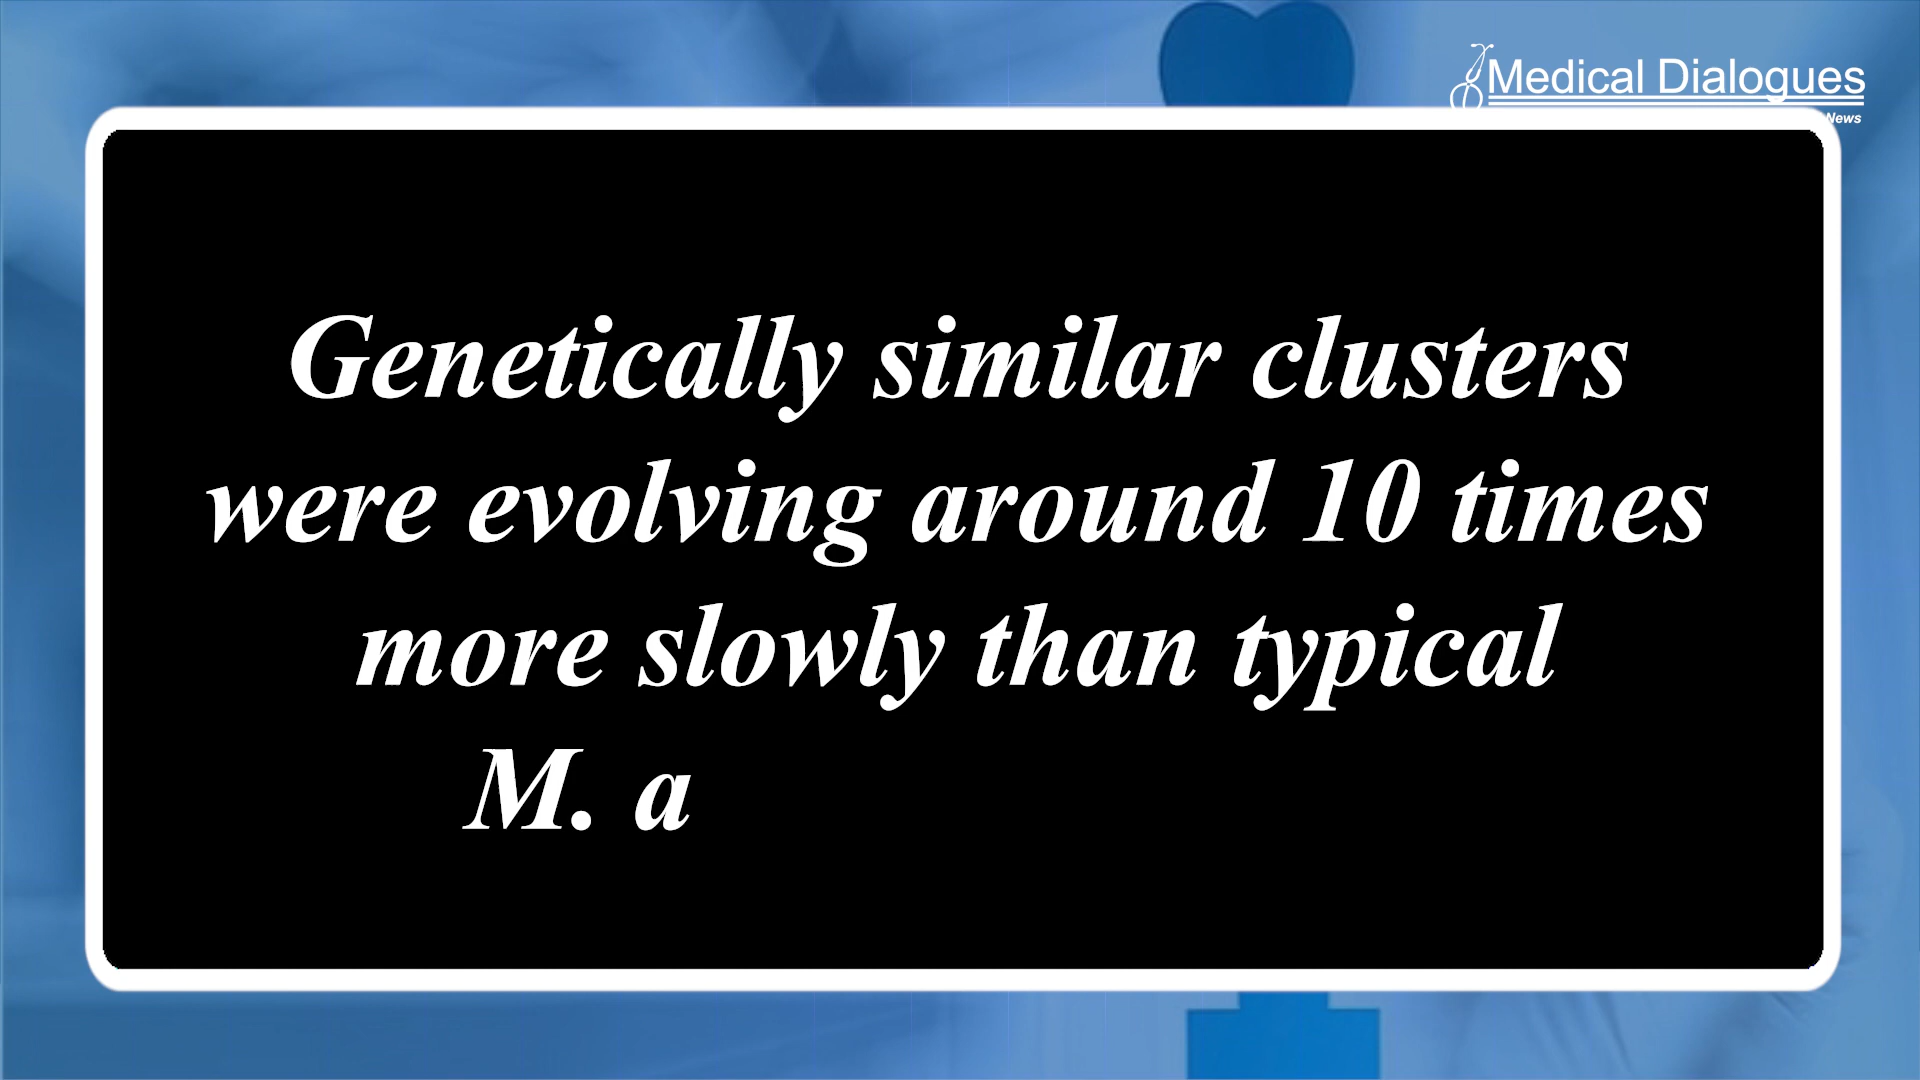 Medical Dialogues
News
Genetically similar clusters
were evolving around 10 times
more slowly than typical
M. a